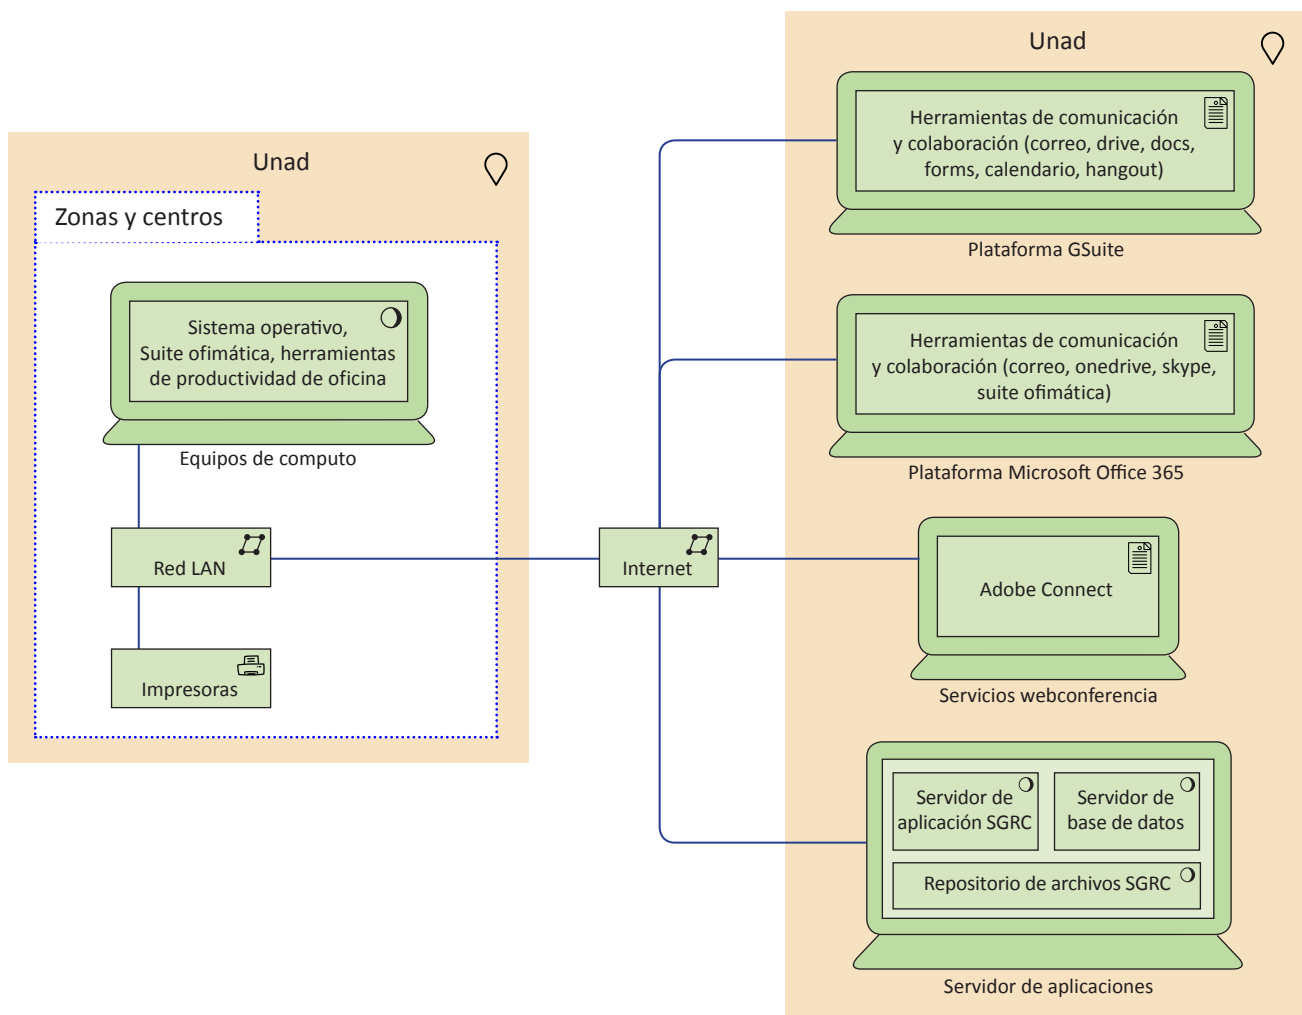 Unad
Zonas y centros
Sistema operativo,
Suite ofimática, herramientas
de productividad de oficina
Equipos de computo
Red LAN
Impresoras
Internet
Unad
Herramientas de comunicación
y colaboración (correo, drive, docs,
forms, calendario, hangout)
Plataforma GSuite
Herramientas de comunicación
y colaboración (correo, onedrive, skype,
suite ofimática)
Plataforma Microsoft Office 365
Adobe Connect
Servicios webconferencia
Servidor de
aplicación SGRC
Servidor de
base de datos
Repositorio de archivos SGRC
Servidor de aplicaciones